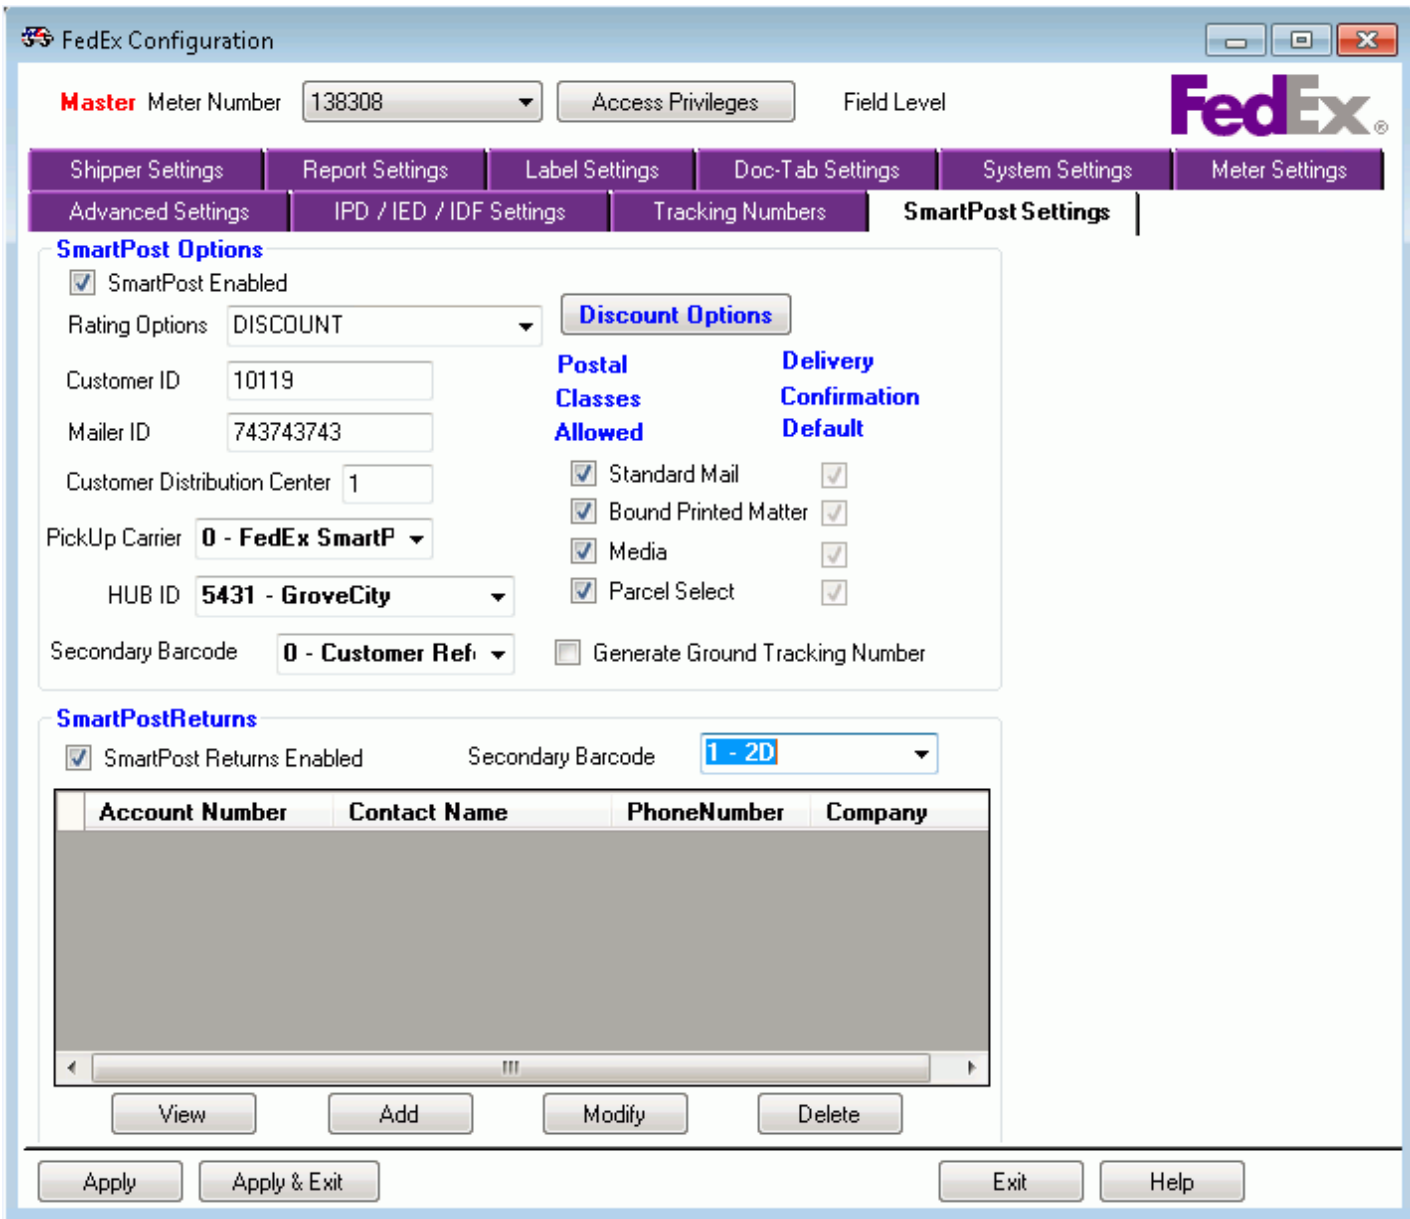 FedEx Configuration
Master Meter Number 138308 Access Privileges Field Level FedEx ®
Shipper Settings Report Settings Label Settings Doc-Tab Settings System Settings Meter Settings
Advanced Settings IPD / IED / IDF Settings Tracking Numbers SmartPost Settings
SmartPost Options
SmartPost Enabled
Rating Options DISCOUNT Discount Options
Customer ID 10119
Mailer ID 743743743
Customer Distribution Center 1
PickUp Carrier 0 - FedEx SmartP
HUB ID 5431 - GroveCity
Secondary Barcode 0 - Customer Ref
Postal
Classes
Allowed
Delivery
Confirmation
Default
Standard Mail
Bound Printed Matter
Media
Parcel Select
Generate Ground Tracking Number
SmartPostReturns
SmartPost Returns Enabled Secondary Barcode 1 - 2D
Account Number Contact Name PhoneNumber Company
View Add Modify Delete
Apply Apply & Exit Exit Help